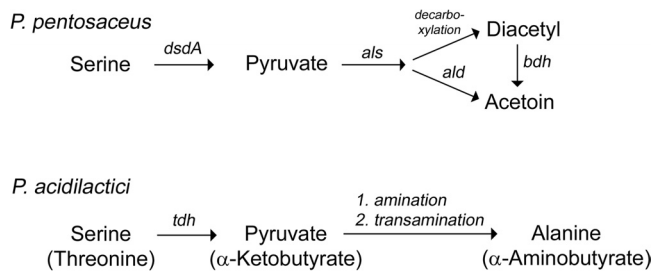 P. pentosaceus
Serine
dsdA
Pyruvate
als
decarbo-
xylation
ald
Diacetyl
bdh
Acetoin
P. acidilactici
Serine
(Threonine)
tdh
Pyruvate
(α-Ketobutyrate)
1. amination
2. transamination
Alanine
(α-Aminobutyrate)